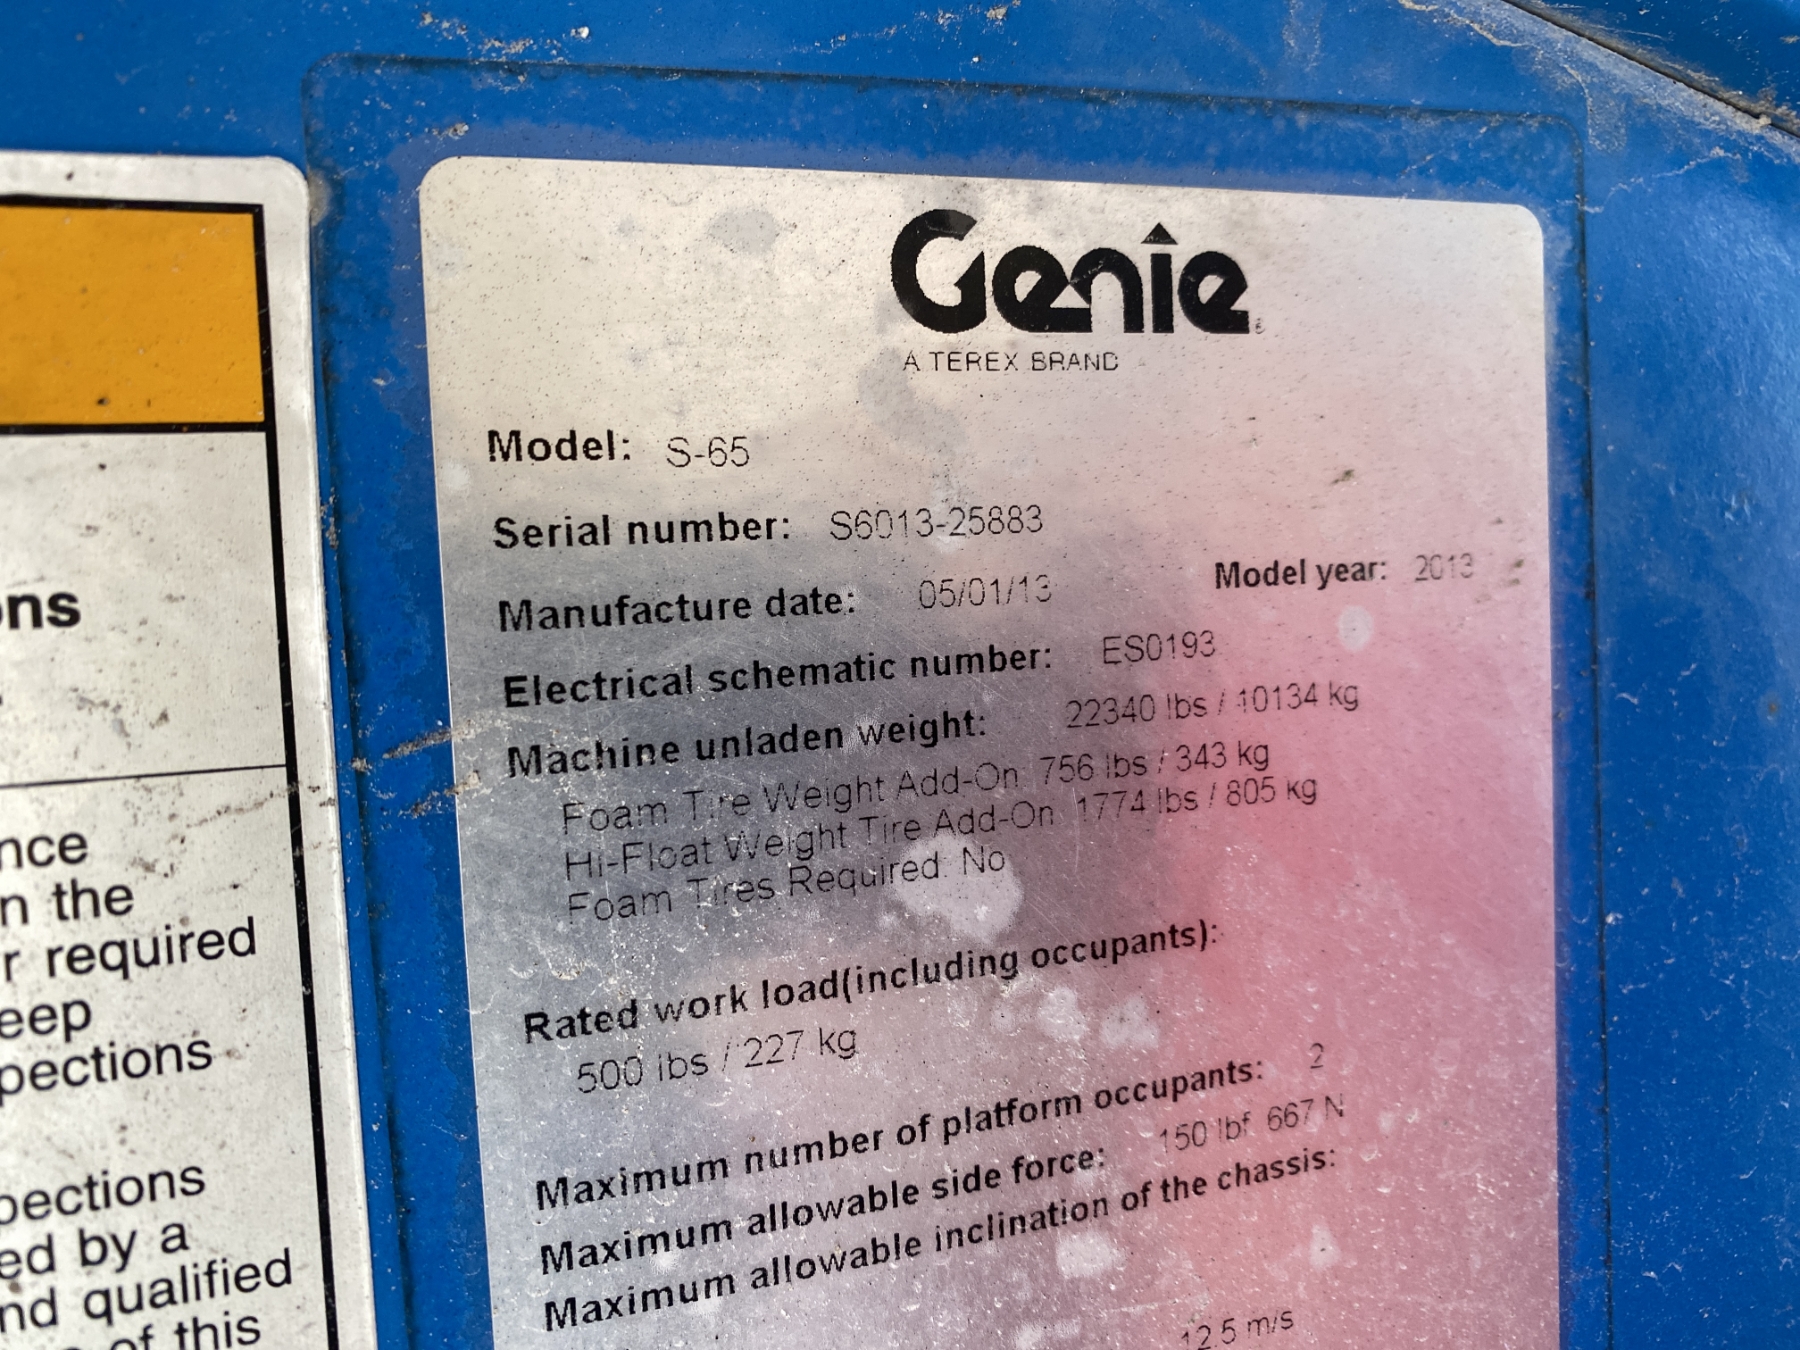 ons
nce
n the
r required
eep
pections
pections
ed by a
nd qualified
of this
Genie
A TEREX BRAND
Model: S-65
Serial number: S6013-25883
Manufacture date: 05/01/13 Model year: 2013
Electrical schematic number: ES0193
Machine unladen weight: 22340 lbs / 10134 kg
Foam Tire Weight Add-On 756 lbs / 343 kg
Hi-Float Weight Tire Add-On 1774 lbs / 805 kg
Foam Tires Required: No
Rated work load(including occupants):
500 lbs / 227 kg
Maximum number of platform occupants: 2
Maximum allowable side force: 150 lbf 667 N
Maximum allowable inclination of the chassis:
12.5 m/s